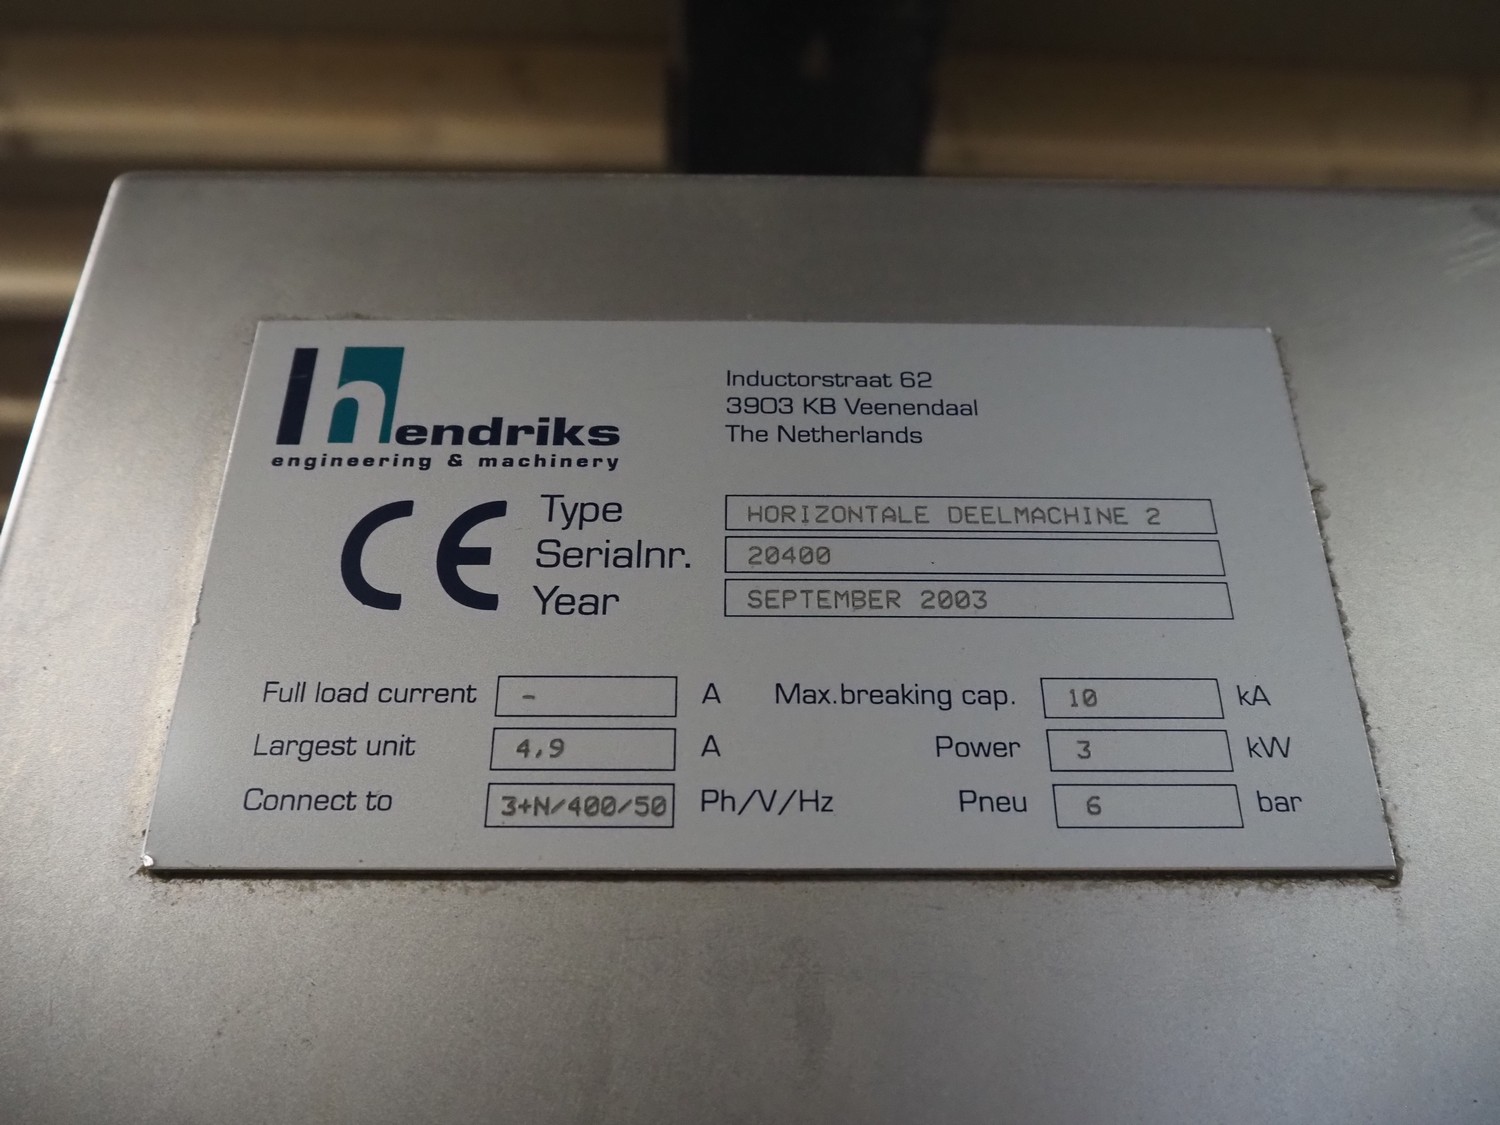 hendriks
engineering & machinery
Inductorstraat 62
3903 KB Veenendaal
The Netherlands
CE
Type HORIZONTALE DEELMACHINE 2
Serialnr. 20400
Year SEPTEMBER 2003
Full load current - A Max.breaking cap. 10 kA
Largest unit 4,9 A Power 3 kW
Connect to 3+N/400/50 Ph/V/Hz Pneu 6 bar